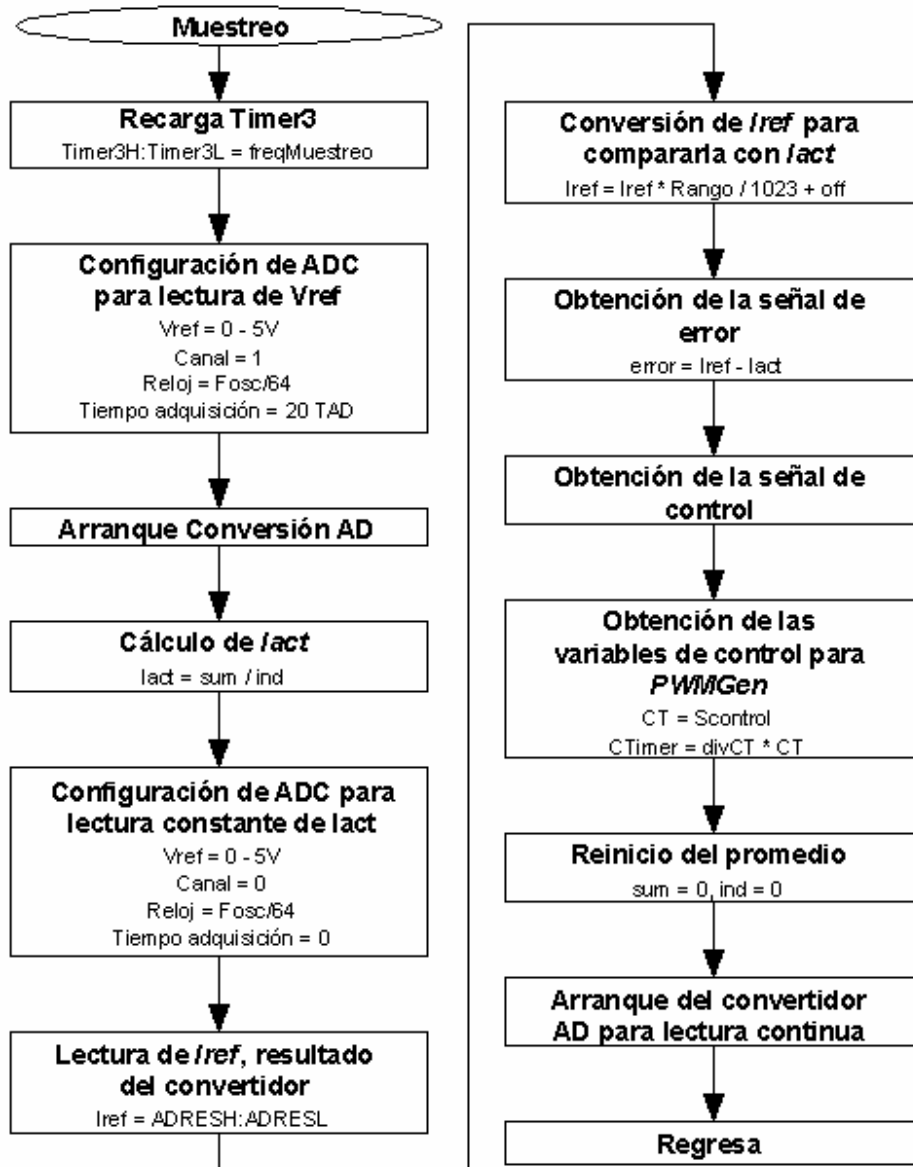 Muestreo
Recarga Timer3
Timer3H:Timer3L = freqMuestreo
Configuración de ADC
para lectura de Vref
Vref = 0 - 5V
Canal = 1
Reloj = Fosc/64
Tiempo adquisición = 20 TAD
Arranque Conversión AD
Cálculo de Iact
Iact = sum / ind
Configuración de ADC para
lectura constante de Iact
Vref = 0 - 5V
Canal = 0
Reloj = Fosc/64
Tiempo adquisición = 0
Lectura de Iref, resultado
del convertidor
Iref = ADRESH:ADRESL
Conversión de Iref para
compararla con Iact
Iref = Iref * Rango / 1023 + off
Obtención de la señal de
error
error = Iref - Iact
Obtención de la señal de
control
Obtención de las
variables de control para
PWMGen
CT = Scontrol
CTimer = divCT * CT
Reinicio del promedio
sum = 0, ind = 0
Arranque del convertidor
AD para lectura continua
Regresa